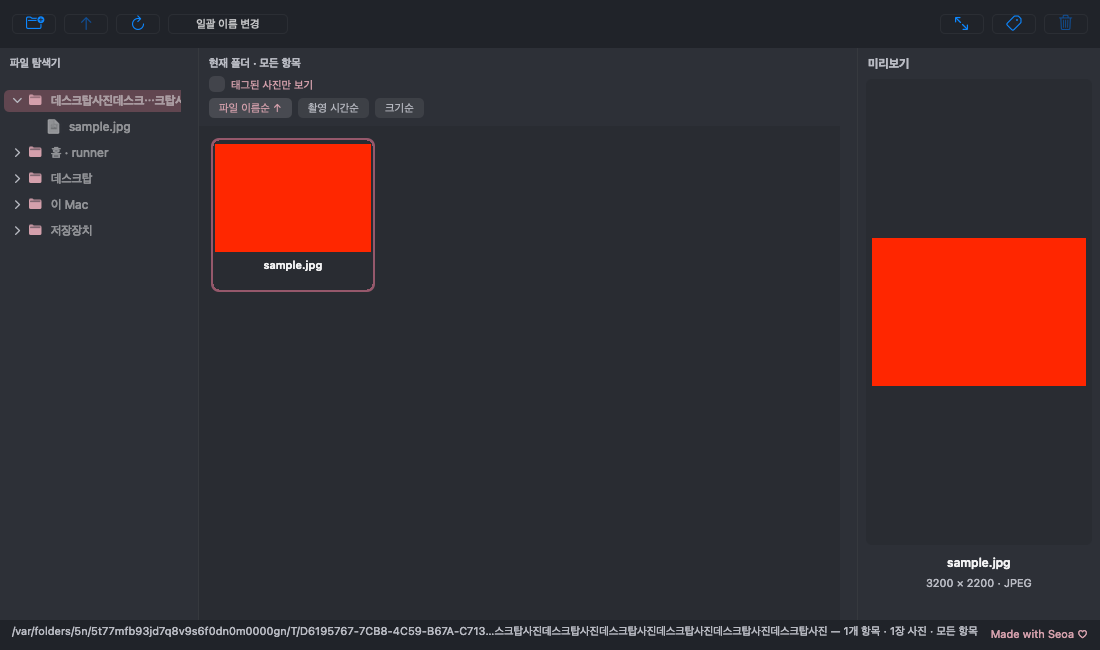 일괄 이름 변경
파일 탐색기
데스크탑사진데스크…크탑사
sample.jpg
홈 · runner
데스크탑
이 Mac
저장장치
현재 폴더 · 모든 항목
태그된 사진만 보기
파일 이름순 ↑
촬영 시간순
크기순
sample.jpg
미리보기
sample.jpg
3200 × 2200 · JPEG
/var/folders/5n/5t77mfb93jd7q8v9s6f0dn0m0000gn/T/D6195767-7CB8-4C59-B67A-C713...스크탑사진데스크탑사진데스크탑사진데스크탑사진데스크탑사진데스크탑사진 — 1개 항목 · 1장 사진 · 모든 항목
Made with Seoa ♡